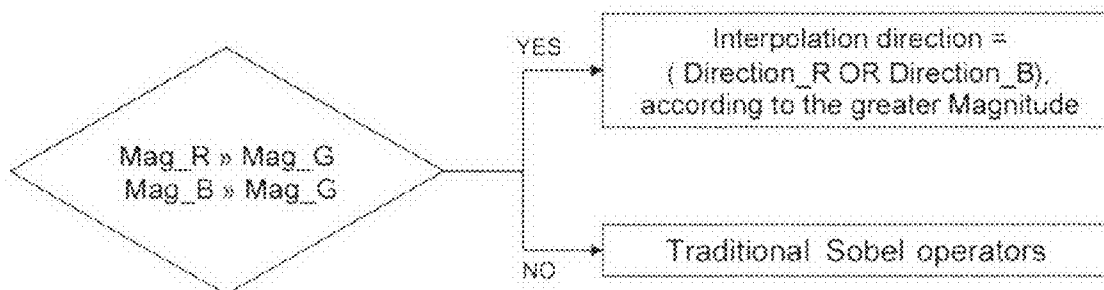 Mag_R » Mag_G
Mag_B » Mag_G
YES
Interpolation direction =
( Direction_R OR Direction_B),
according to the greater Magnitude
NO
Traditional Sobel operators